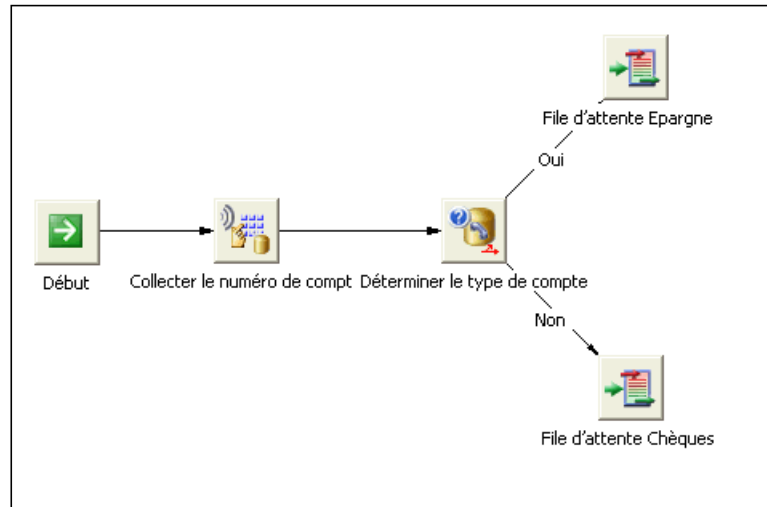 File d'attente Epargne
Oui
Début
Collecter le numéro de compt
Déterminer le type de compte
Non
File d'attente Chèques